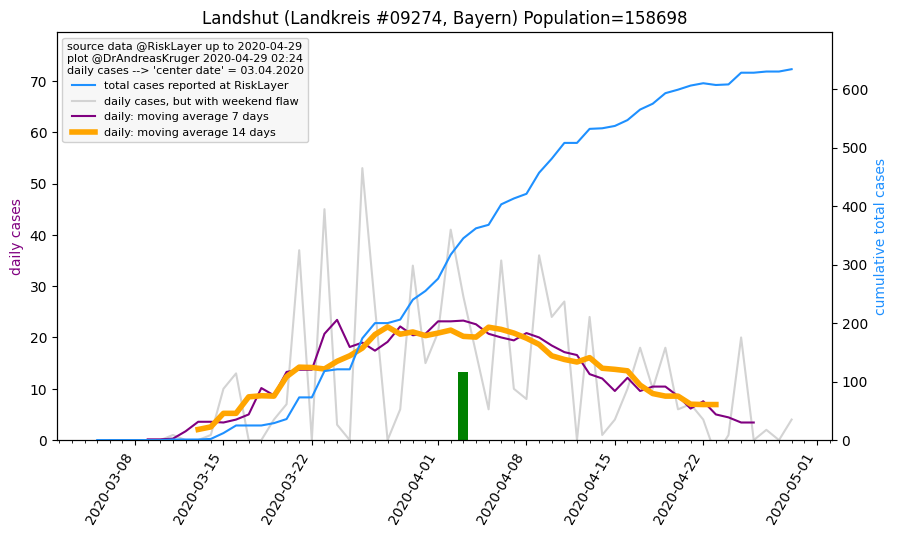 Landshut (Landkreis #09274, Bayern) Population=158698
source data @RiskLayer up to 2020-04-29
plot @DrAndreasKruger 2020-04-29 02:24
daily cases --> 'center date' = 03.04.2020
total cases reported at RiskLayer
daily cases, but with weekend flaw
daily: moving average 7 days
daily: moving average 14 days
daily cases
70
60
50
40
30
20
10
0
600
500
400
300
200
100
0
cumulative total cases
2020-03-08
2020-03-15
2020-03-22
2020-04-01
2020-04-08
2020-04-15
2020-04-22
2020-05-01